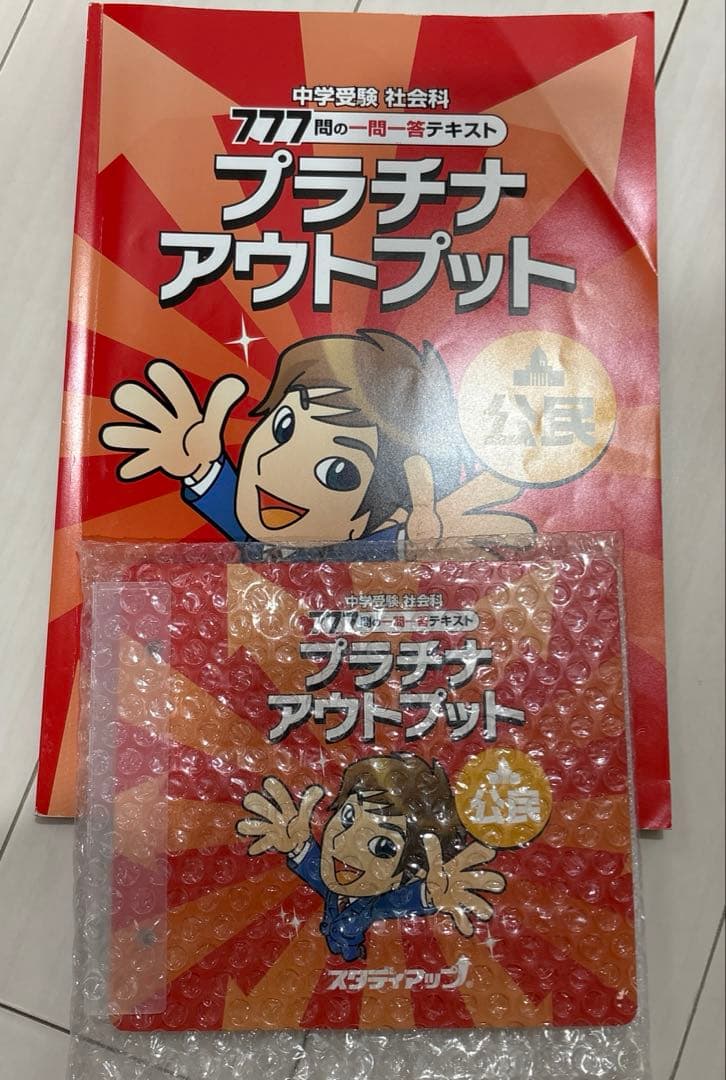 中学受験 社会科
777問の一問一答テキスト
プラチナ
アウトプット
公民
中学受験 社会科
777問の一問一答テキスト
プラチナ
アウトプット
公民
スタディアップ®